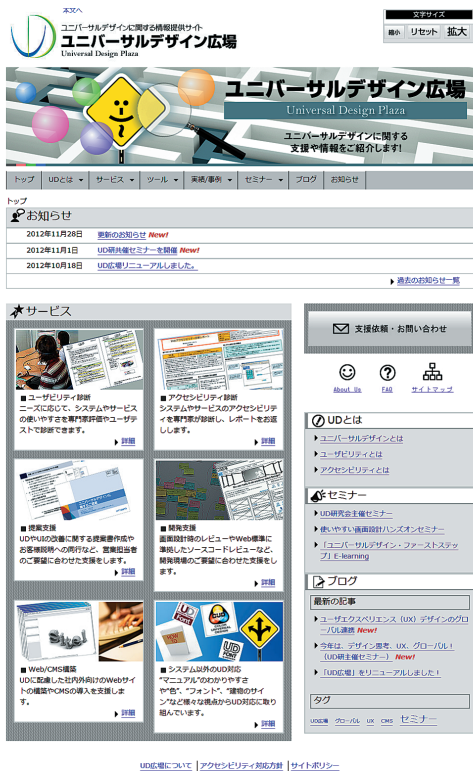 本文へ
文字サイズ
縮小 リセット 拡大
ユニバーサルデザインに関する情報提供サイト
ユニバーサルデザイン広場
Universal Design Plaza
ユニバーサルデザイン広場
Universal Design Plaza
ユニバーサルデザインに関する
支援や情報をご紹介します!
トップ UDとは サービス ツール 実績/事例 セミナー ブログ お知らせ
トップ
お知らせ
2012年11月28日 更新のお知らせ New!
2012年11月1日 UD研共催セミナーを開催 New!
2012年10月18日 UD広場リニューアルしました。
過去のお知らせ一覧
サービス
■ユーザビリティ診断
ニーズに応じて、システムやサービス
の使いやすさを専門家評価やユーザテ
ストで診断できます。
詳細
■アクセシビリティ診断
システムやサービスのアクセシビリテ
ィを専門家が診断し、レポートをお返
しします。
詳細
■提案支援
UDやUIの改善に関する提案書作成や
お客様説明への同行など、営業担当者
のご要望に合わせた支援をします。
詳細
■開発支援
画面設計時のレビューやWeb標準に
準拠したソースコードレビューなど、
開発現場のご要望に合わせた支援をし
ます。
詳細
■Web/CMS構築
UDに配慮した社内外向けのWebサイ
トの構築やCMSの導入を支援しま
す。
詳細
UD
Font
■システム以外のUD対応
"マニュアル"のわかりやすさ
や"色"、"フォント"、"建物のサイ
ン"など様々な視点からUD対応に取り
組んでいます。
詳細
支援依頼・お問い合わせ
About Us FAQ サイトマップ
UDとは
ユニバーサルデザインとは
ユーザビリティとは
アクセシビリティとは
セミナー
UD研究会主催セミナー
使いやすい画面設計ハンズオンセミナー
「ユニバーサルデザイン・ファーストステッ
プ」E-learning
ブログ
最新の記事
ユーザエクスペリエンス(UX)デザインのグロ
ーバル連携 New!
今年は、デザイン思考、UX、グローバル!
(UD研主催セミナー) New!
「UD広場」をリニューアルしました!
タグ
UD広場 グローバル UX CMS セミナー
UD広場について | アクセシビリティ対応方針 | サイトポリシー